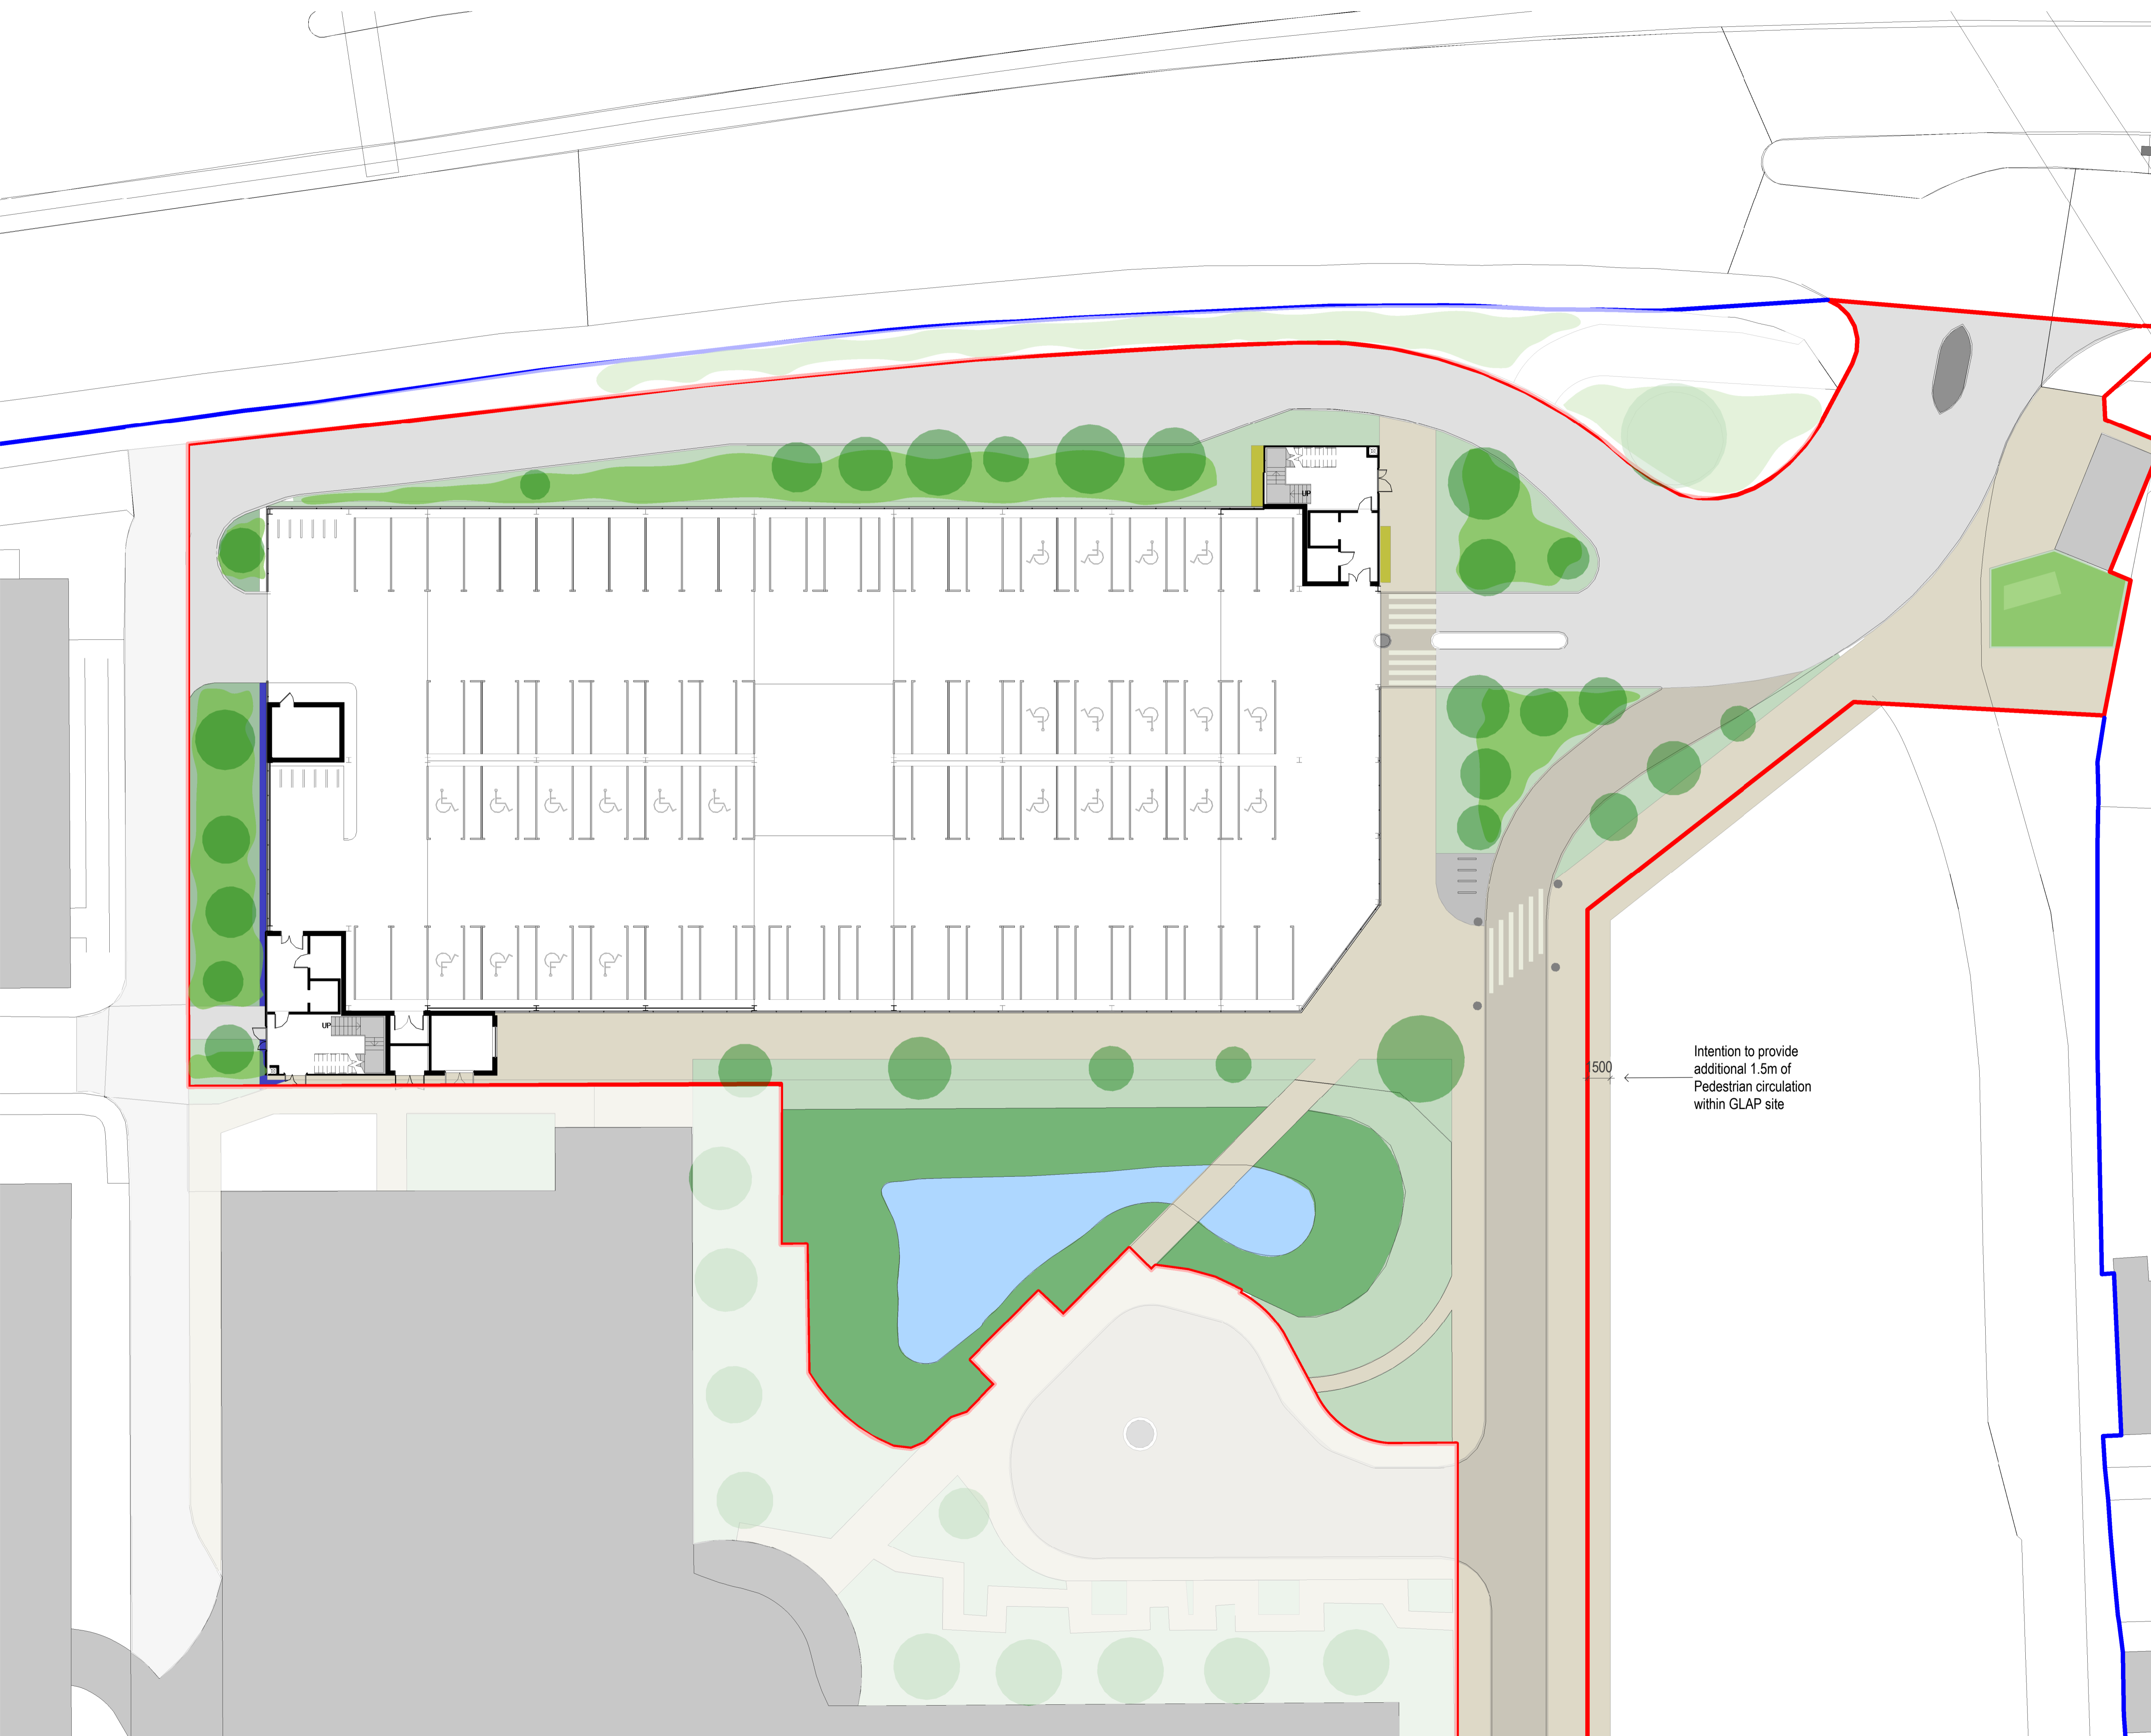 UP
UP
1500
Intention to provide
additional 1.5m of
Pedestrian circulation
within GLAP site